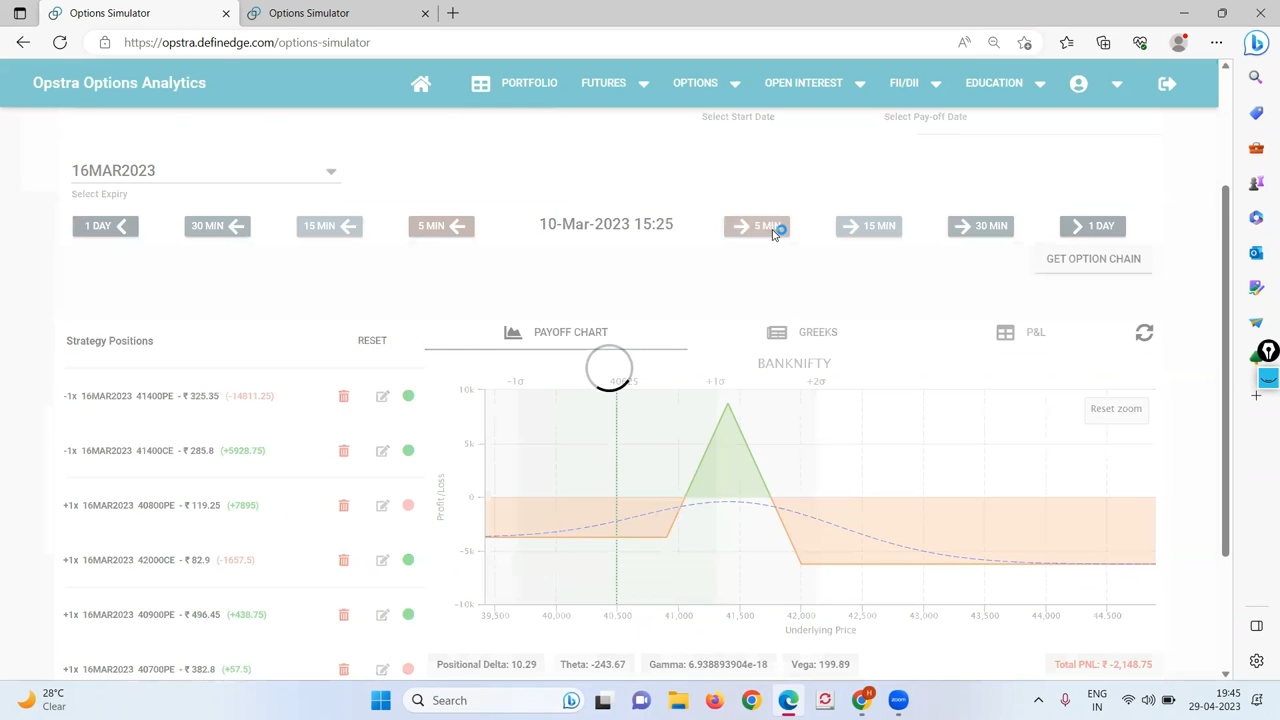 Options Simulator
Options Simulator
https://opstra.definedge.com/options-simulator
Opstra Options Analytics
PORTFOLIO
FUTURES
OPTIONS
OPEN INTEREST
FII/DII
EDUCATION
Select Start Date
Select Pay-off Date
16MAR2023
Select Expiry
1 DAY
30 MIN
15 MIN
5 MIN
10-Mar-2023 15:25
5 MIN
15 MIN
30 MIN
1 DAY
GET OPTION CHAIN
Strategy Positions
RESET
PAYOFF CHART
GREEKS
P&L
BANKNIFTY
-1σ
+1σ
+2σ
Reset zoom
-1x 16MAR2023 41400PE - ₹ 325.35 (-14811.25)
-1x 16MAR2023 41400CE - ₹ 285.8 (+5928.75)
+1x 16MAR2023 40800PE - ₹ 119.25 (+7895)
+1x 16MAR2023 42000CE - ₹ 82.9 (-1657.5)
+1x 16MAR2023 40900PE - ₹ 496.45 (+438.75)
+1x 16MAR2023 40700PE - ₹ 382.8 (+57.5)
10k
5k
0
-5k
-10k
Profit/Loss
39,500
40,000
40,500
41,000
41,500
42,000
42,500
43,000
43,500
44,000
44,500
Underlying Price
Positional Delta: 10.29
Theta: -243.67
Gamma: 6.938893904e-18
Vega: 199.89
Total PNL: ₹ -2,148.75
28°C
Clear
Search
ENG
IN
19:45
29-04-2023